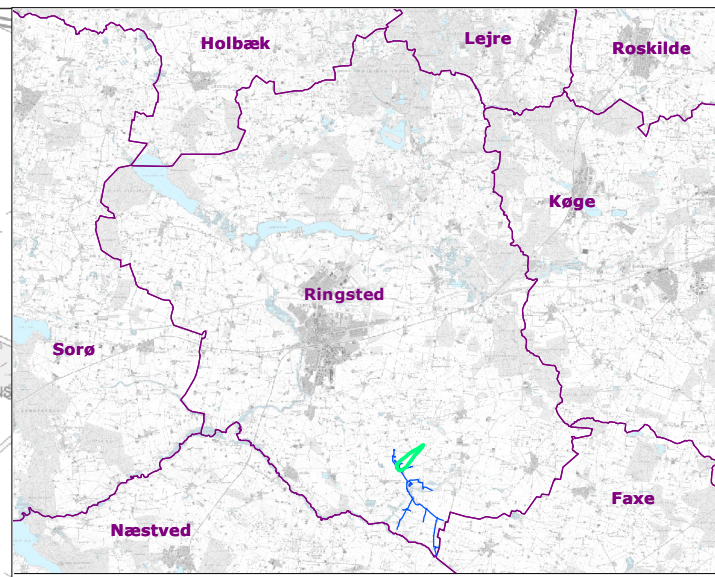 Holbæk
Lejre
Roskilde
Køge
Ringsted
Sorø
Faxe
Næstved